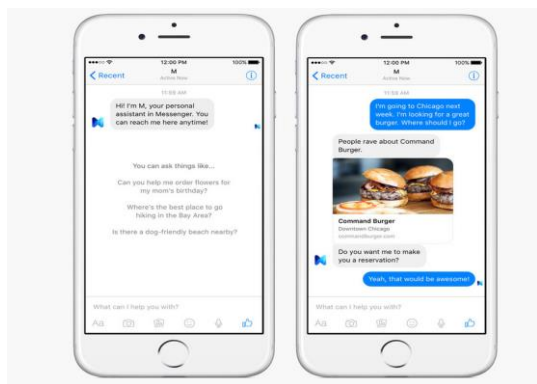 12:00 PM
100%
Recent
M
Active Now
11:55 AM
Hi! I'm M, your personal
assistant in Messenger. You
can reach me here anytime!
You can ask things like...
Can you help me order flowers for
my mom's birthday?
Where's the best place to go
hiking in the Bay Area?
Is there a dog-friendly beach nearby?
What can I help you with?
Aa
12:00 PM
100%
Recent
M
Active Now
11:55 AM
I'm going to Chicago next
week. I'm looking for a great
burger. Where should I go?
People rave about Command
Burger.
Command Burger
Downtown Chicago
commandburger.com
Do you want me to make
you a reservation?
Yeah, that would be awesome!
What can I help you with?
Aa